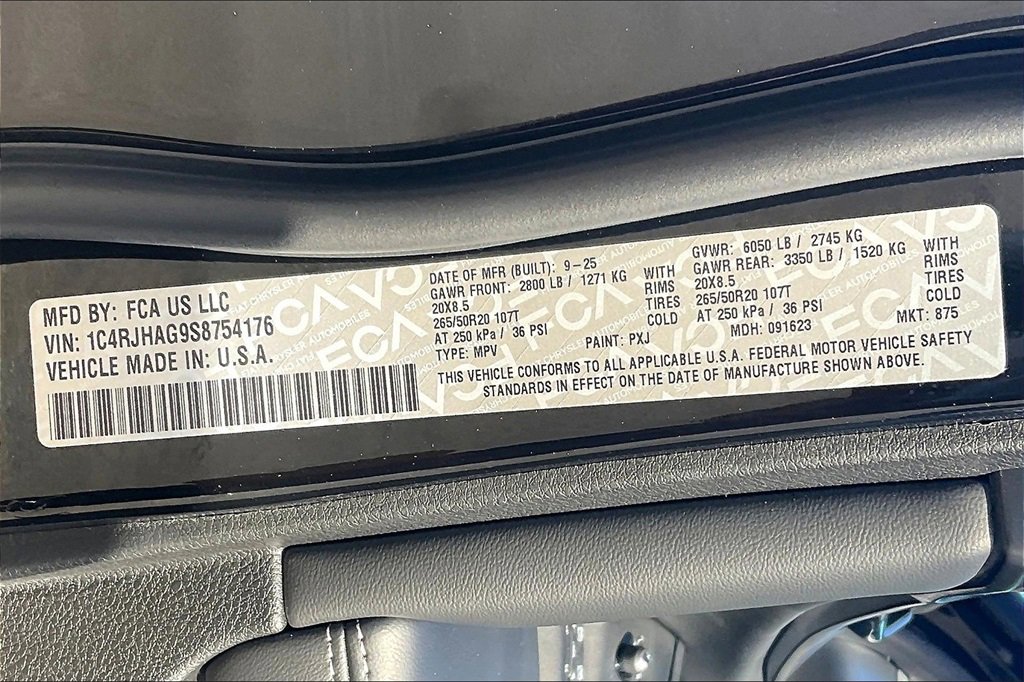 MFD BY: FCA US LLC
VIN: 1C4RJHAG9S8754176
VEHICLE MADE IN: U.S.A.
DATE OF MFR (BUILT): 9-25
GAWR FRONT: 2800 LB / 1271 KG WITH
20X8.5 RIMS
265/50R20 107T TIRES
AT 250 kPa / 36 PSI COLD
TYPE: MPV PAINT: PXJ
GVWR: 6050 LB / 2745 KG
GAWR REAR: 3350 LB / 1520 KG WITH
20X8.5 RIMS
265/50R20 107T TIRES
AT 250 kPa / 36 PSI COLD
MDH: 091623 MKT: 875
THIS VEHICLE CONFORMS TO ALL APPLICABLE U.S.A. FEDERAL MOTOR VEHICLE SAFETY
STANDARDS IN EFFECT ON THE DATE OF MANUFACTURE SHOWN ABOVE.